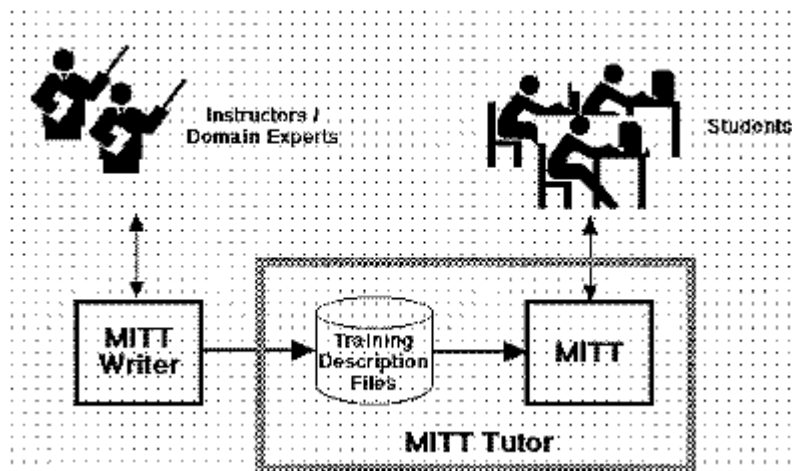 Instructors /
Domain Experts
Students
MITT
Writer
Training
Description
Files
MITT
MITT Tutor